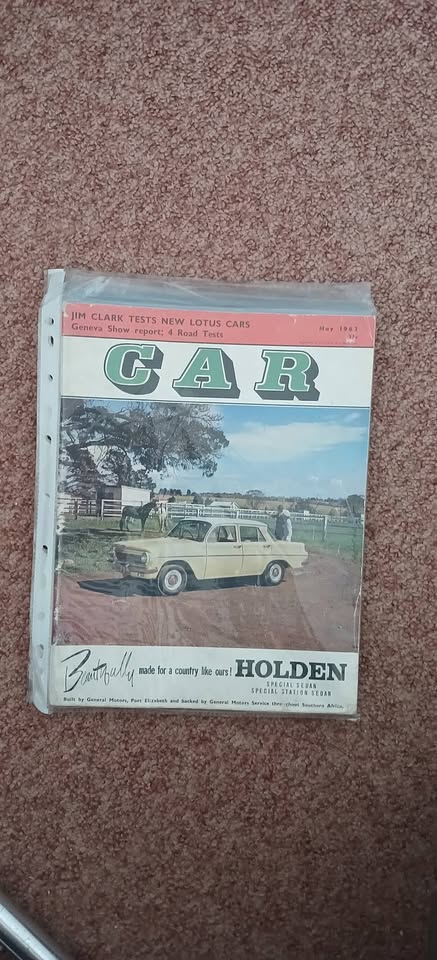 JIM CLARK TESTS NEW LOTUS CARS
Geneva Show report; 4 Road Tests
May 1963
CAR
Beautifully made for a country like ours! HOLDEN
SPECIAL SEDAN
SPECIAL STATION SEDAN
Built by General Motors, Port Elizabeth and backed by General Motors Service throughout Southern Africa.